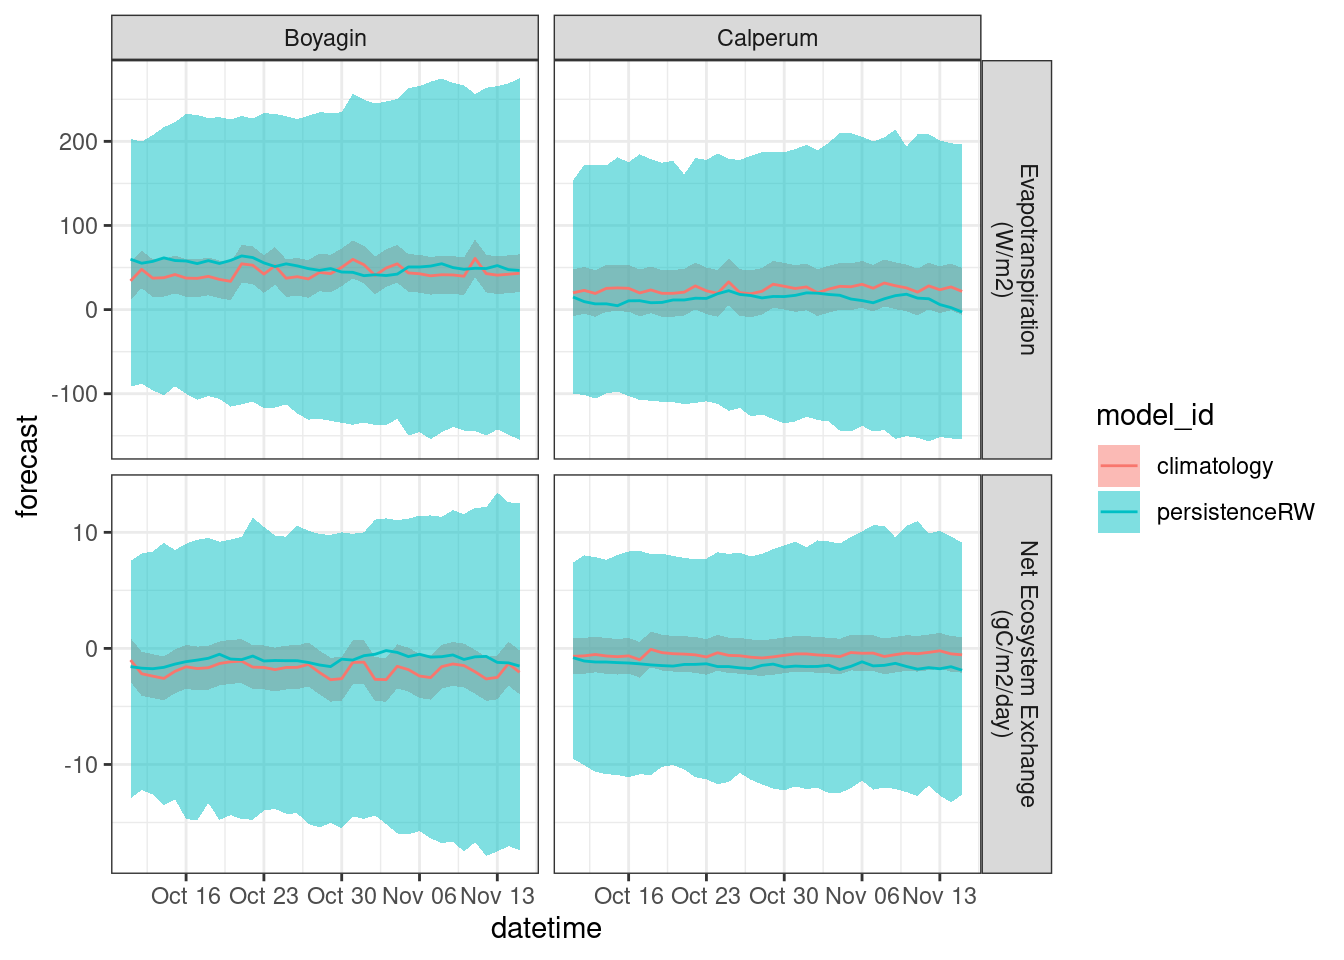 Boyagin
Calperum
200
100
0
-100
Evapotranspiration
(W/m2)
forecast
10
0
-10
Net Ecosystem Exchange
(gC/m2/day)
Oct 16
Oct 23
Oct 30
Nov 06
Nov 13
Oct 16
Oct 23
Oct 30
Nov 06
Nov 13
datetime
model_id
climatology
persistenceRW